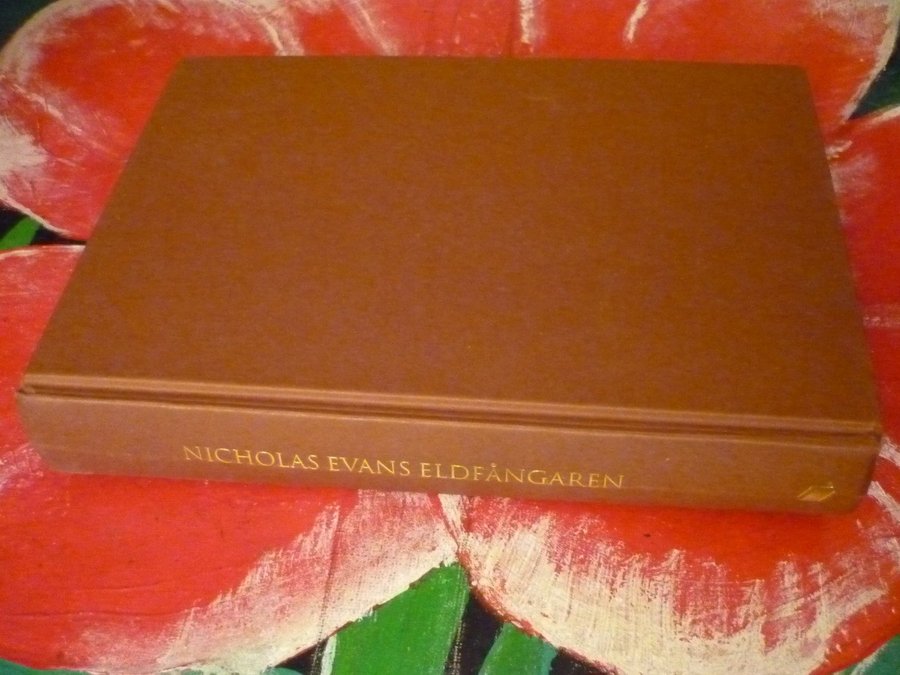 NICHOLAS EVANS ELDFÅNGAREN